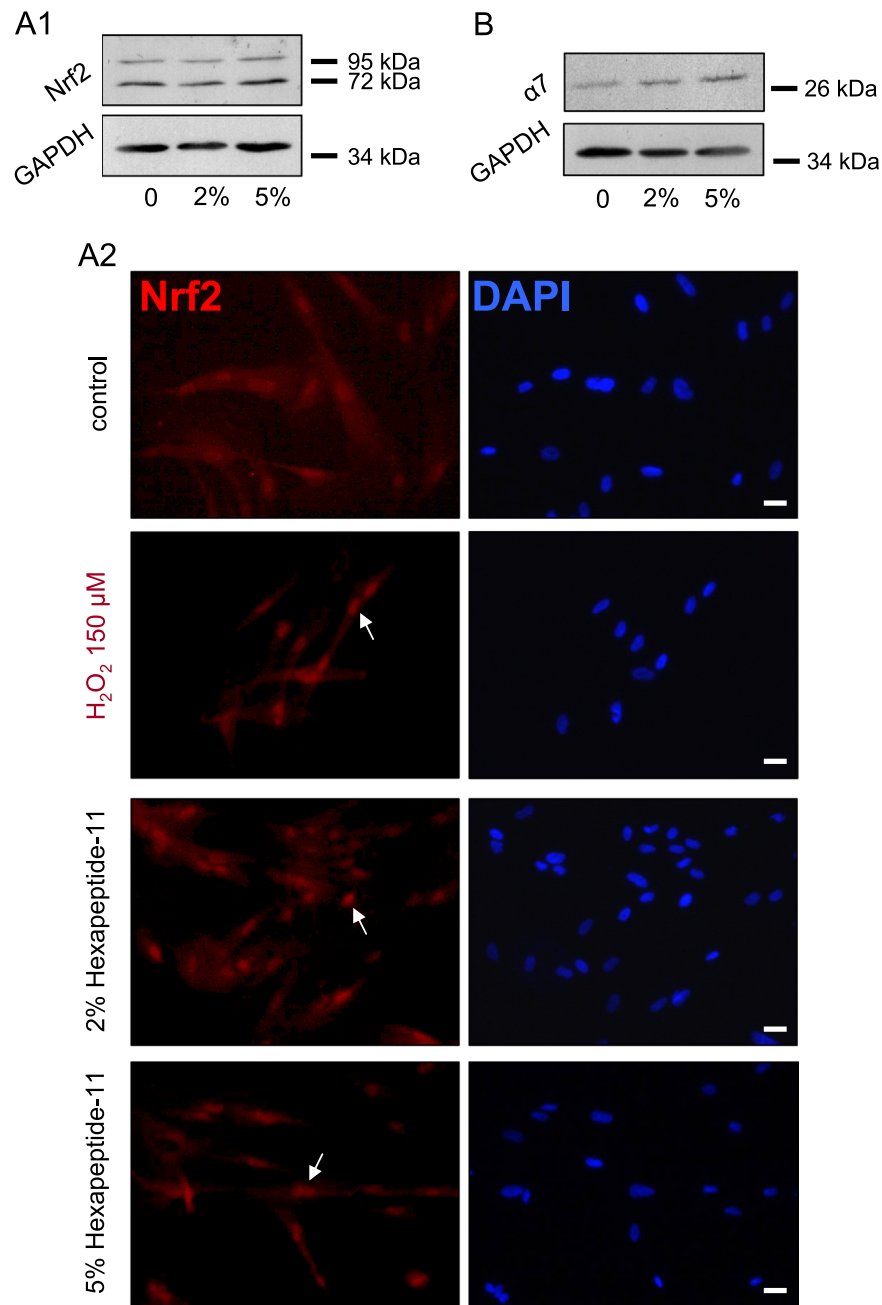 A1
Nrf2
95 kDa
72 kDa
GAPDH
34 kDa
0 2% 5%
B
α7
26 kDa
GAPDH
34 kDa
0 2% 5%
A2
Nrf2
DAPI
control
H₂O₂ 150 µM
2% Hexapeptide-11
5% Hexapeptide-11